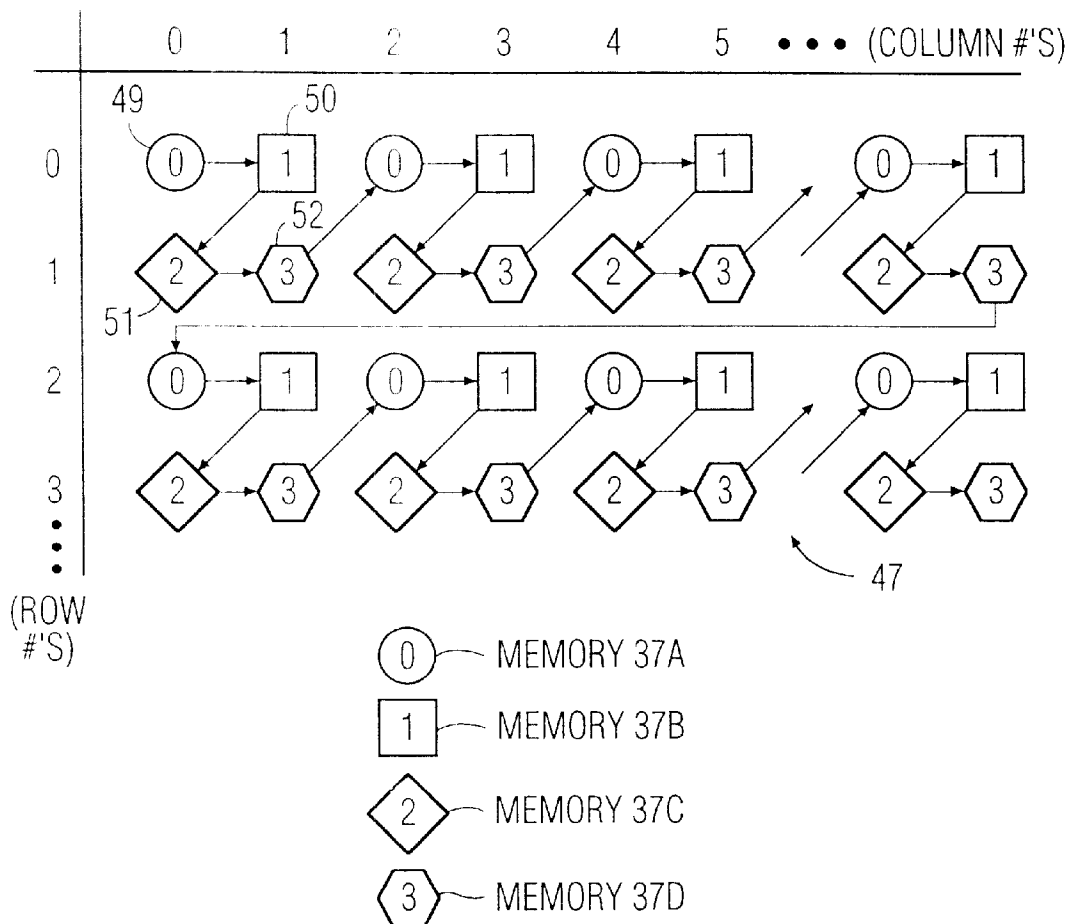 0 1 2 3 4 5 ••• (COLUMN #'S)
49 50
0 0 1 0 1 0 1 0 1
52
1 2 3 2 3 2 3 2 3
51
2 0 1 0 1 0 1 0 1
3 2 3 2 3 2 3 2 3
47
(ROW
#'S)
0 MEMORY 37A
1 MEMORY 37B
2 MEMORY 37C
3 MEMORY 37D